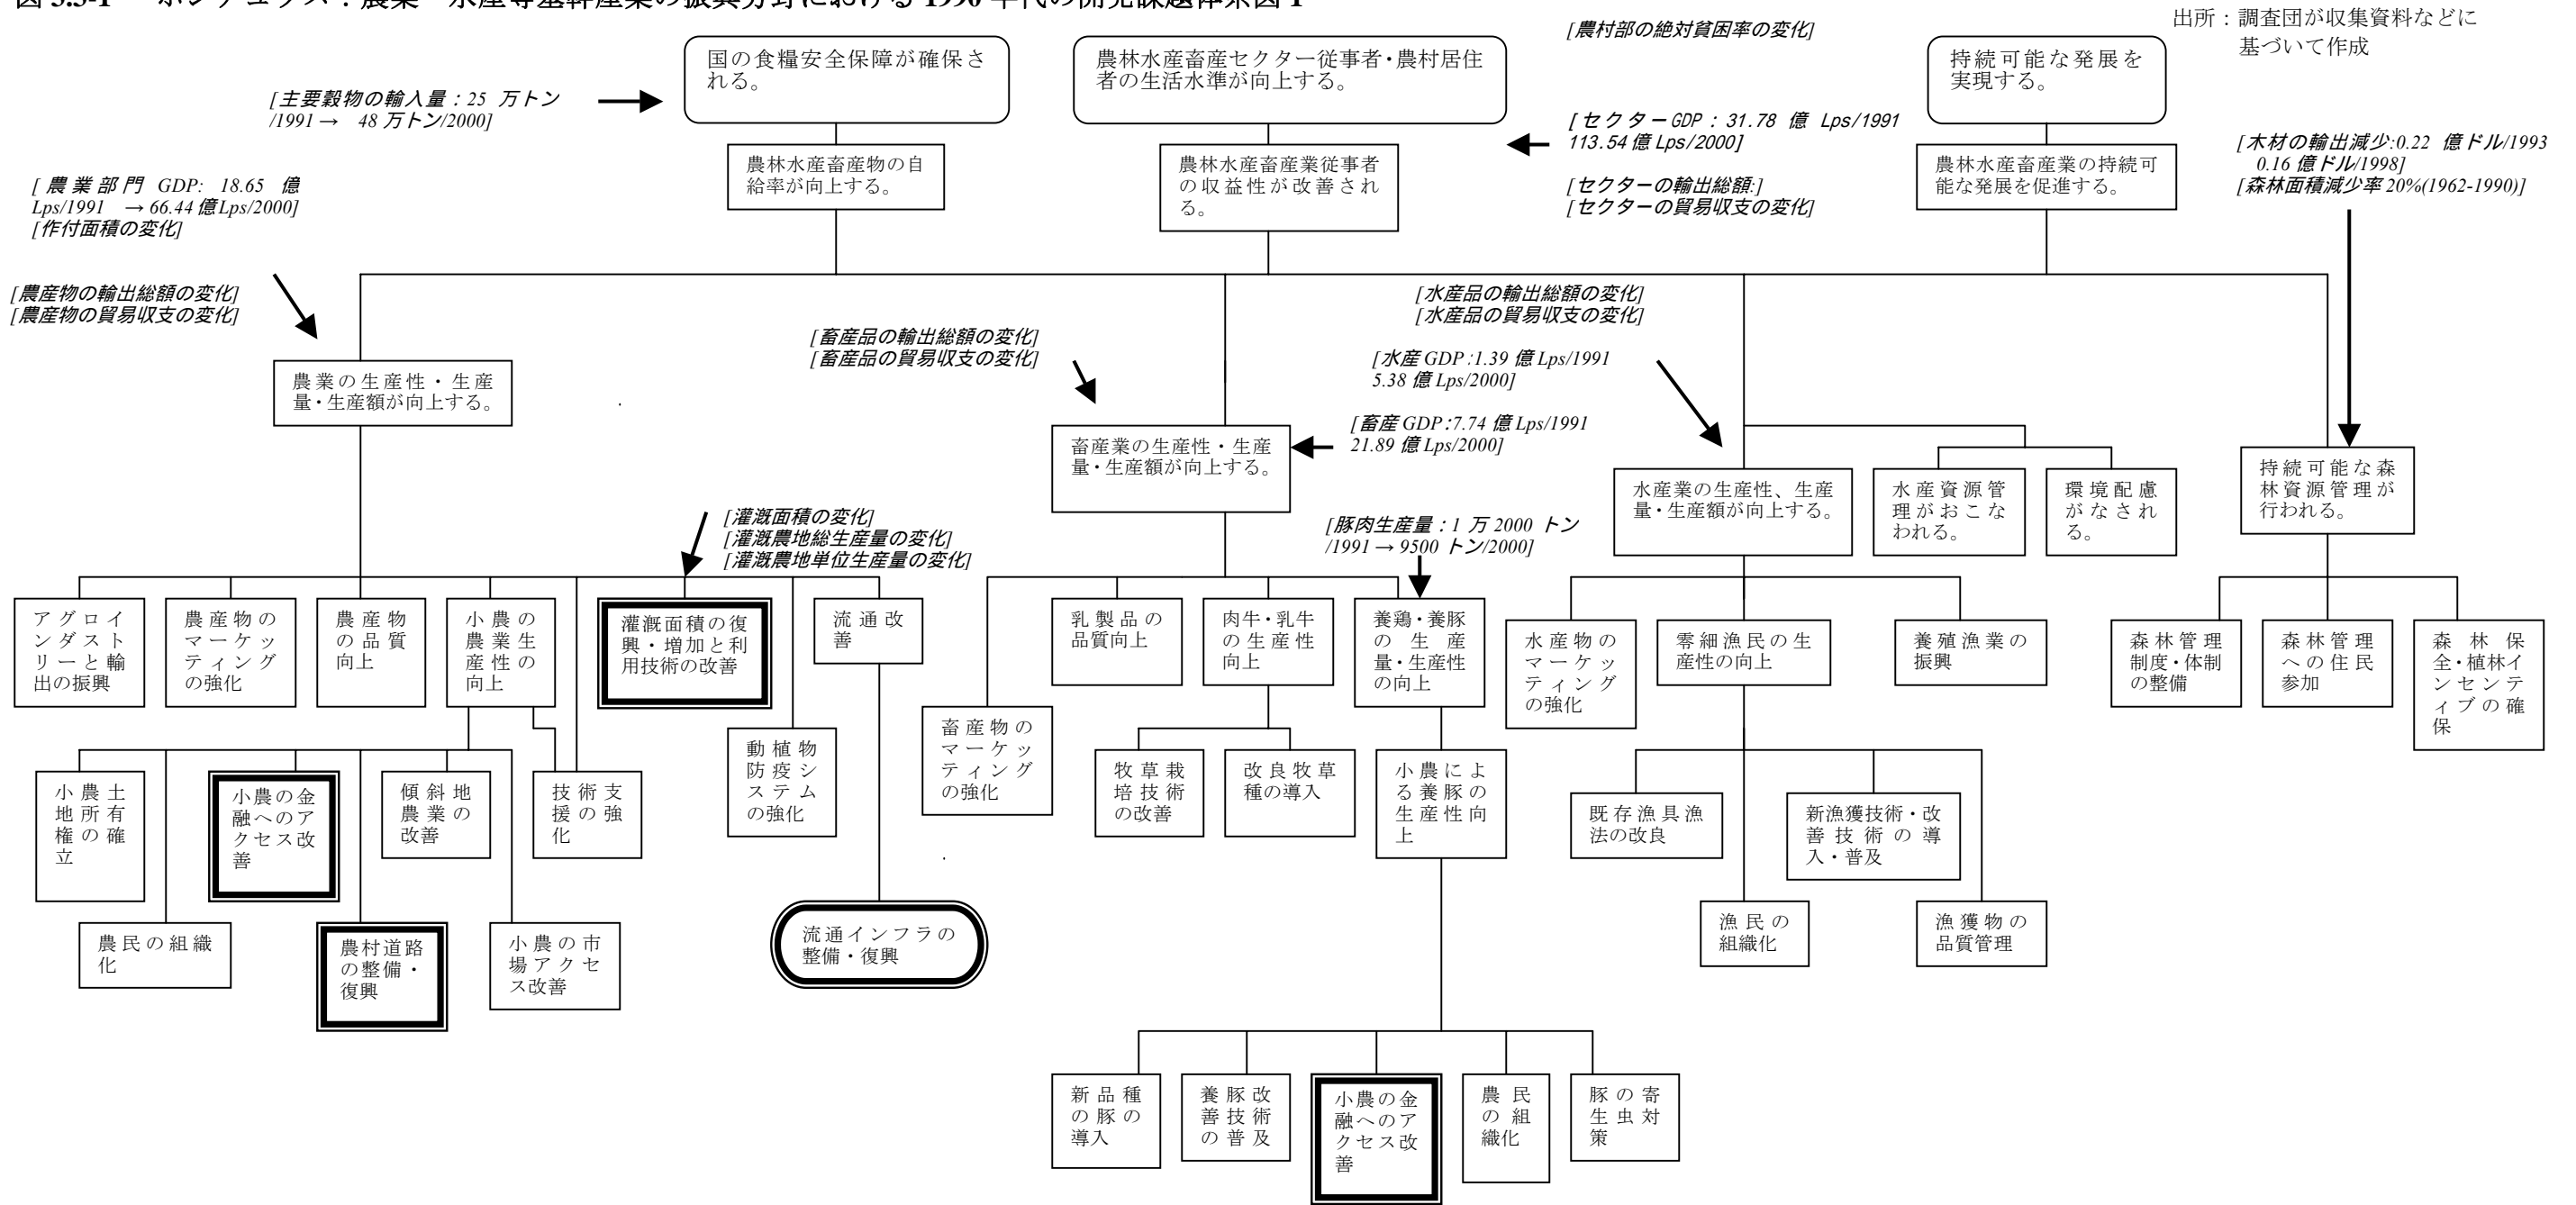 出所：調査団が収集資料などに
基づいて作成
[農村部の絶対貧困率の変化]
国の食糧安全保障が確保さ
れる。
農林水産畜産セクター従事者・農村居住
者の生活水準が向上する。
持続可能な発展を
実現する。
[主要穀物の輸入量：25 万トン
/1991→ 48 万トン/2000]
[セクターGDP：31.78 億 Lps/1991
113.54 億 Lps/2000]
[木材の輸出減少:0.22 億ドル/1993
0.16 億ドル/1998]
[森林面積減少率 20%(1962-1990)]
農林水産畜産物の自
給率が向上する。
農林水産畜産業従事者
の収益性が改善され
る。
農林水産畜産業の持続可
能な発展を促進する。
[セクターの輸出総額:]
[セクターの貿易収支の変化]
[農業部門 GDP: 18.65 億
Lps/1991 →66.44 億 Lps/2000]
[作付面積の変化]
[農産物の輸出総額の変化]
[農産物の貿易収支の変化]
[畜産品の輸出総額の変化]
[畜産品の貿易収支の変化]
[水産品の輸出総額の変化]
[水産品の貿易収支の変化]
[水産 GDP:1.39 億 Lps/1991
5.38 億 Lps/2000]
[畜産 GDP:7.74 億 Lps/1991
21.89 億 Lps/2000]
農業の生産性・生産
量・生産額が向上する。
畜産業の生産性・生産
量・生産額が向上する。
水産業の生産性、生産
量・生産額が向上する。
水産資源管
理がおこな
われる。
環境配慮
がなされ
る。
持続可能な森
林資源管理が
行われる。
[灌漑面積の変化]
[灌漑農地総生産量の変化]
[灌漑農地単位生産量の変化]
[豚肉生産量：1 万 2000 トン
/1991→9500 トン/2000]
アグロイ
ンダスト
リーと輸
出の振興
農産物の
マーケッ
ティング
の強化
農産物
の品質
向上
小農の
農業生
産性の
向上
灌漑面積の復
興・増加と利
用技術の改善
流通改
善
乳製品の
品質向上
肉牛・乳牛
の生産性
向上
養鶏・養豚
の生産
量・生産性
の向上
水産物の
マーケッ
ティング
の強化
零細漁民の生
産性の向上
養殖漁業の
振興
森林管理
制度・体制
の整備
森林管理
への住民
参加
森林保
全・植林イ
ンセンテ
ィブの確
保
小農土
地所有
権の確
立
小農の金
融へのアク
セス改
善
傾斜地
農業の
改善
技術支
援の強
化
動植物
防疫シ
ステム
の強化
畜産物の
マーケッ
ティング
の強化
牧草栽
培技術
の改善
改良牧草
種の導入
小農によ
る養豚の
生産性向
上
既存漁具漁
法の改良
新漁獲技術・改
善技術の導
入・普及
農民の組織
化
農村道路
の整備・
復興
小農の市
場アクセ
ス改善
流通インフラの
整備・復興
漁民の
組織化
漁獲物の
品質管理
新品種
の豚の
導入
養豚改
善技術
の普及
小農の金
融へのア
クセス改
善
農民
の組
織化
豚の寄
生虫対
策